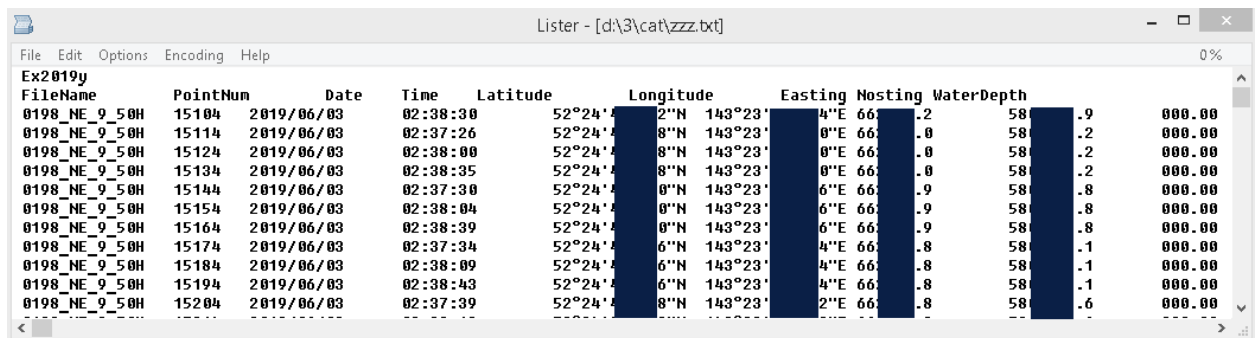 Lister - [d:\3\cat\zzz.txt]
File Edit Options Encoding Help 0%
Ex2019y
FileName PointNum Date Time Latitude Longitude Easting Nosting WaterDepth
0198_NE_9_50H 15104 2019/06/03 02:38:30 52°24' 2"N 143°23' 4"E 66 .2 58 .9 000.00
0198_NE_9_50H 15114 2019/06/03 02:37:26 52°24' 8"N 143°23' 0"E 66 .0 58 .2 000.00
0198_NE_9_50H 15124 2019/06/03 02:38:00 52°24' 8"N 143°23' 0"E 66 .0 58 .2 000.00
0198_NE_9_50H 15134 2019/06/03 02:38:35 52°24' 8"N 143°23' 0"E 66 .0 58 .2 000.00
0198_NE_9_50H 15144 2019/06/03 02:37:30 52°24' 0"N 143°23' 6"E 66 .9 58 .8 000.00
0198_NE_9_50H 15154 2019/06/03 02:38:04 52°24' 0"N 143°23' 6"E 66 .9 58 .8 000.00
0198_NE_9_50H 15164 2019/06/03 02:38:39 52°24' 0"N 143°23' 6"E 66 .9 58 .8 000.00
0198_NE_9_50H 15174 2019/06/03 02:37:34 52°24' 6"N 143°23' 4"E 66 .8 58 .1 000.00
0198_NE_9_50H 15184 2019/06/03 02:38:09 52°24' 6"N 143°23' 4"E 66 .8 58 .1 000.00
0198_NE_9_50H 15194 2019/06/03 02:38:43 52°24' 6"N 143°23' 4"E 66 .8 58 .1 000.00
0198_NE_9_50H 15204 2019/06/03 02:37:39 52°24' 8"N 143°23' 2"E 66 .8 58 .6 000.00